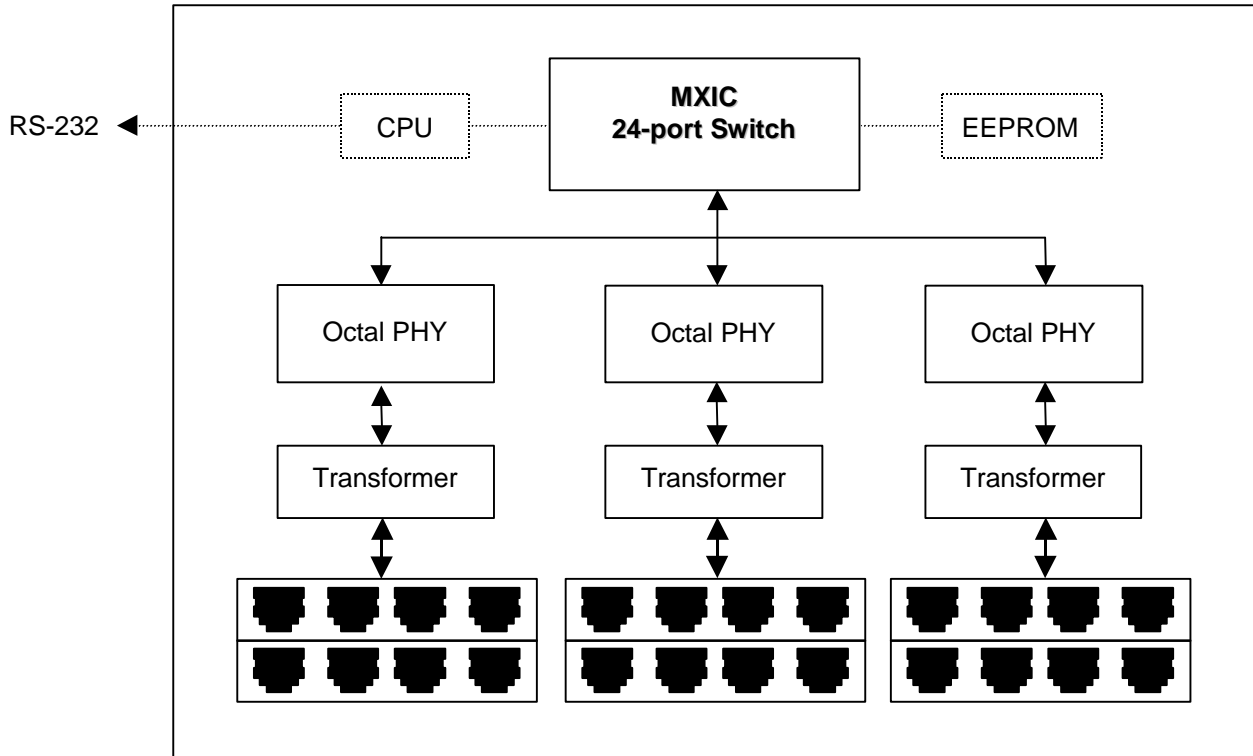 MXIC
24-port Switch
RS-232
CPU
EEPROM
Octal PHY
Octal PHY
Octal PHY
Transformer
Transformer
Transformer